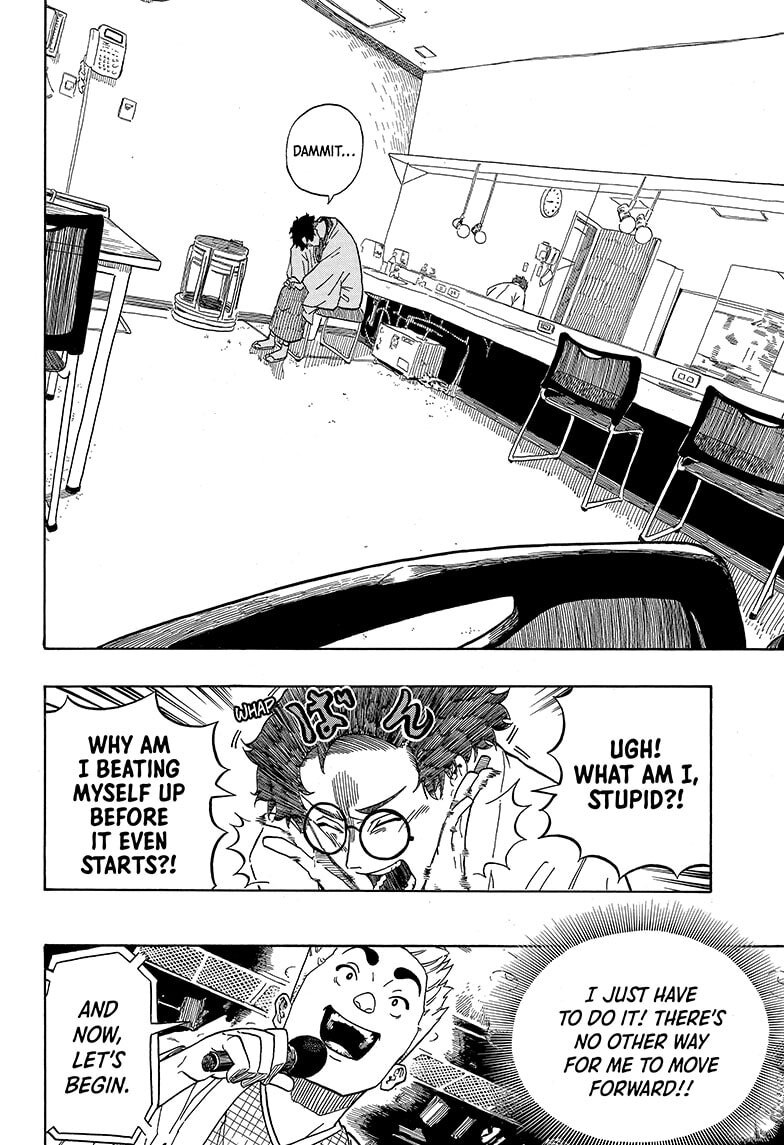 DAMMIT...
UGH!
WHAT AM I,
STUPID?!
ばん
WHAP
WHY AM
I BEATING
MYSELF UP
BEFORE
IT EVEN
STARTS?!
I JUST HAVE
TO DO IT! THERE'S
NO OTHER WAY
FOR ME TO MOVE
FORWARD!!
AND
NOW,
LET'S
BEGIN.